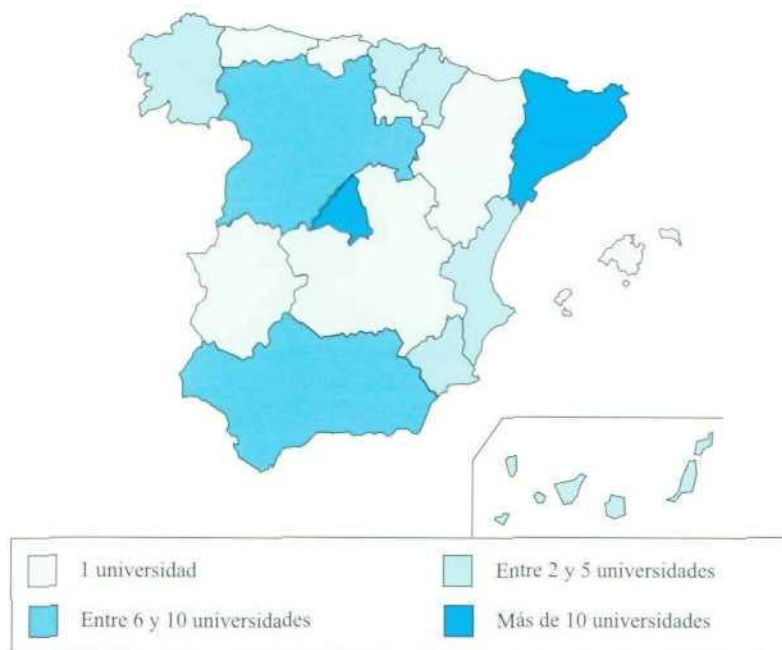 1 universidad
Entre 2 y 5 universidades
Entre 6 y 10 universidades
Más de 10 universidades